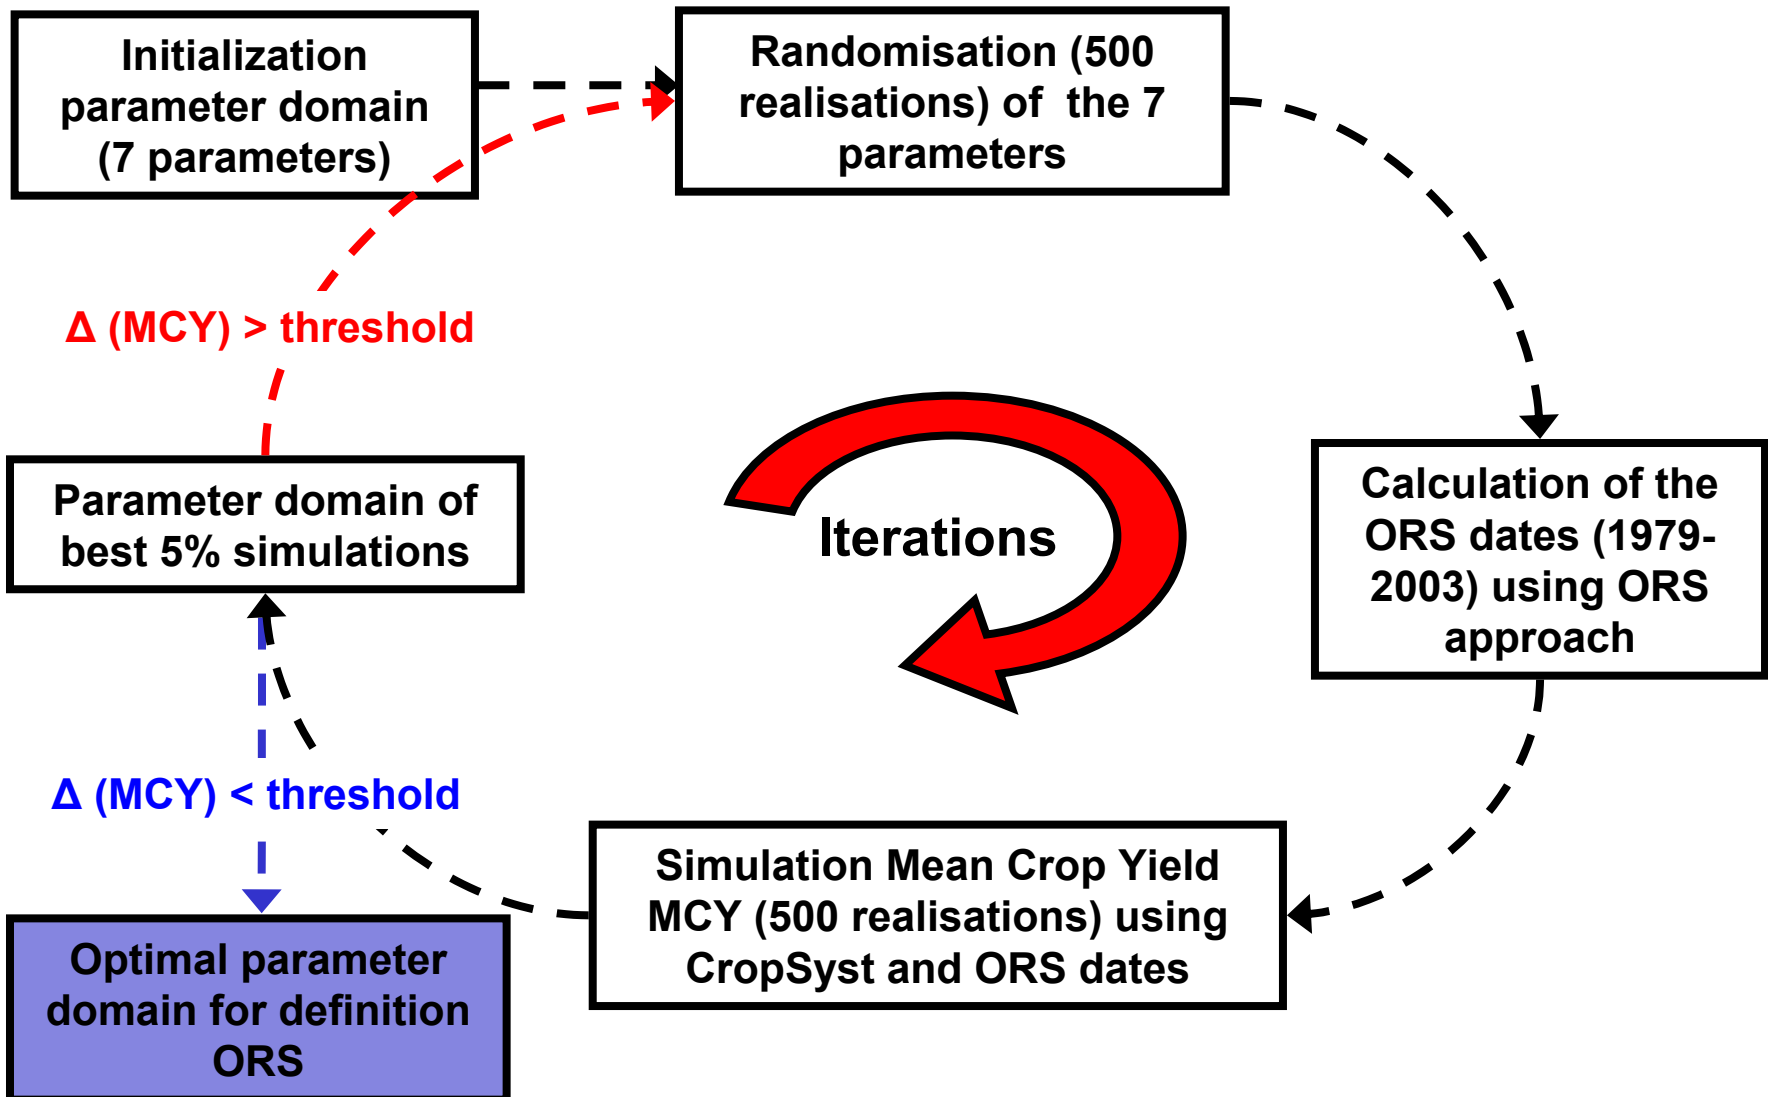 Initialization
parameter domain
(7 parameters)
Randomisation (500
realisations) of the 7
parameters
Δ (MCY) > threshold
Parameter domain of
best 5% simulations
Iterations
Calculation of the
ORS dates (1979-
2003) using ORS
approach
Δ (MCY) < threshold
Simulation Mean Crop Yield
MCY (500 realisations) using
CropSyst and ORS dates
Optimal parameter
domain for definition
ORS